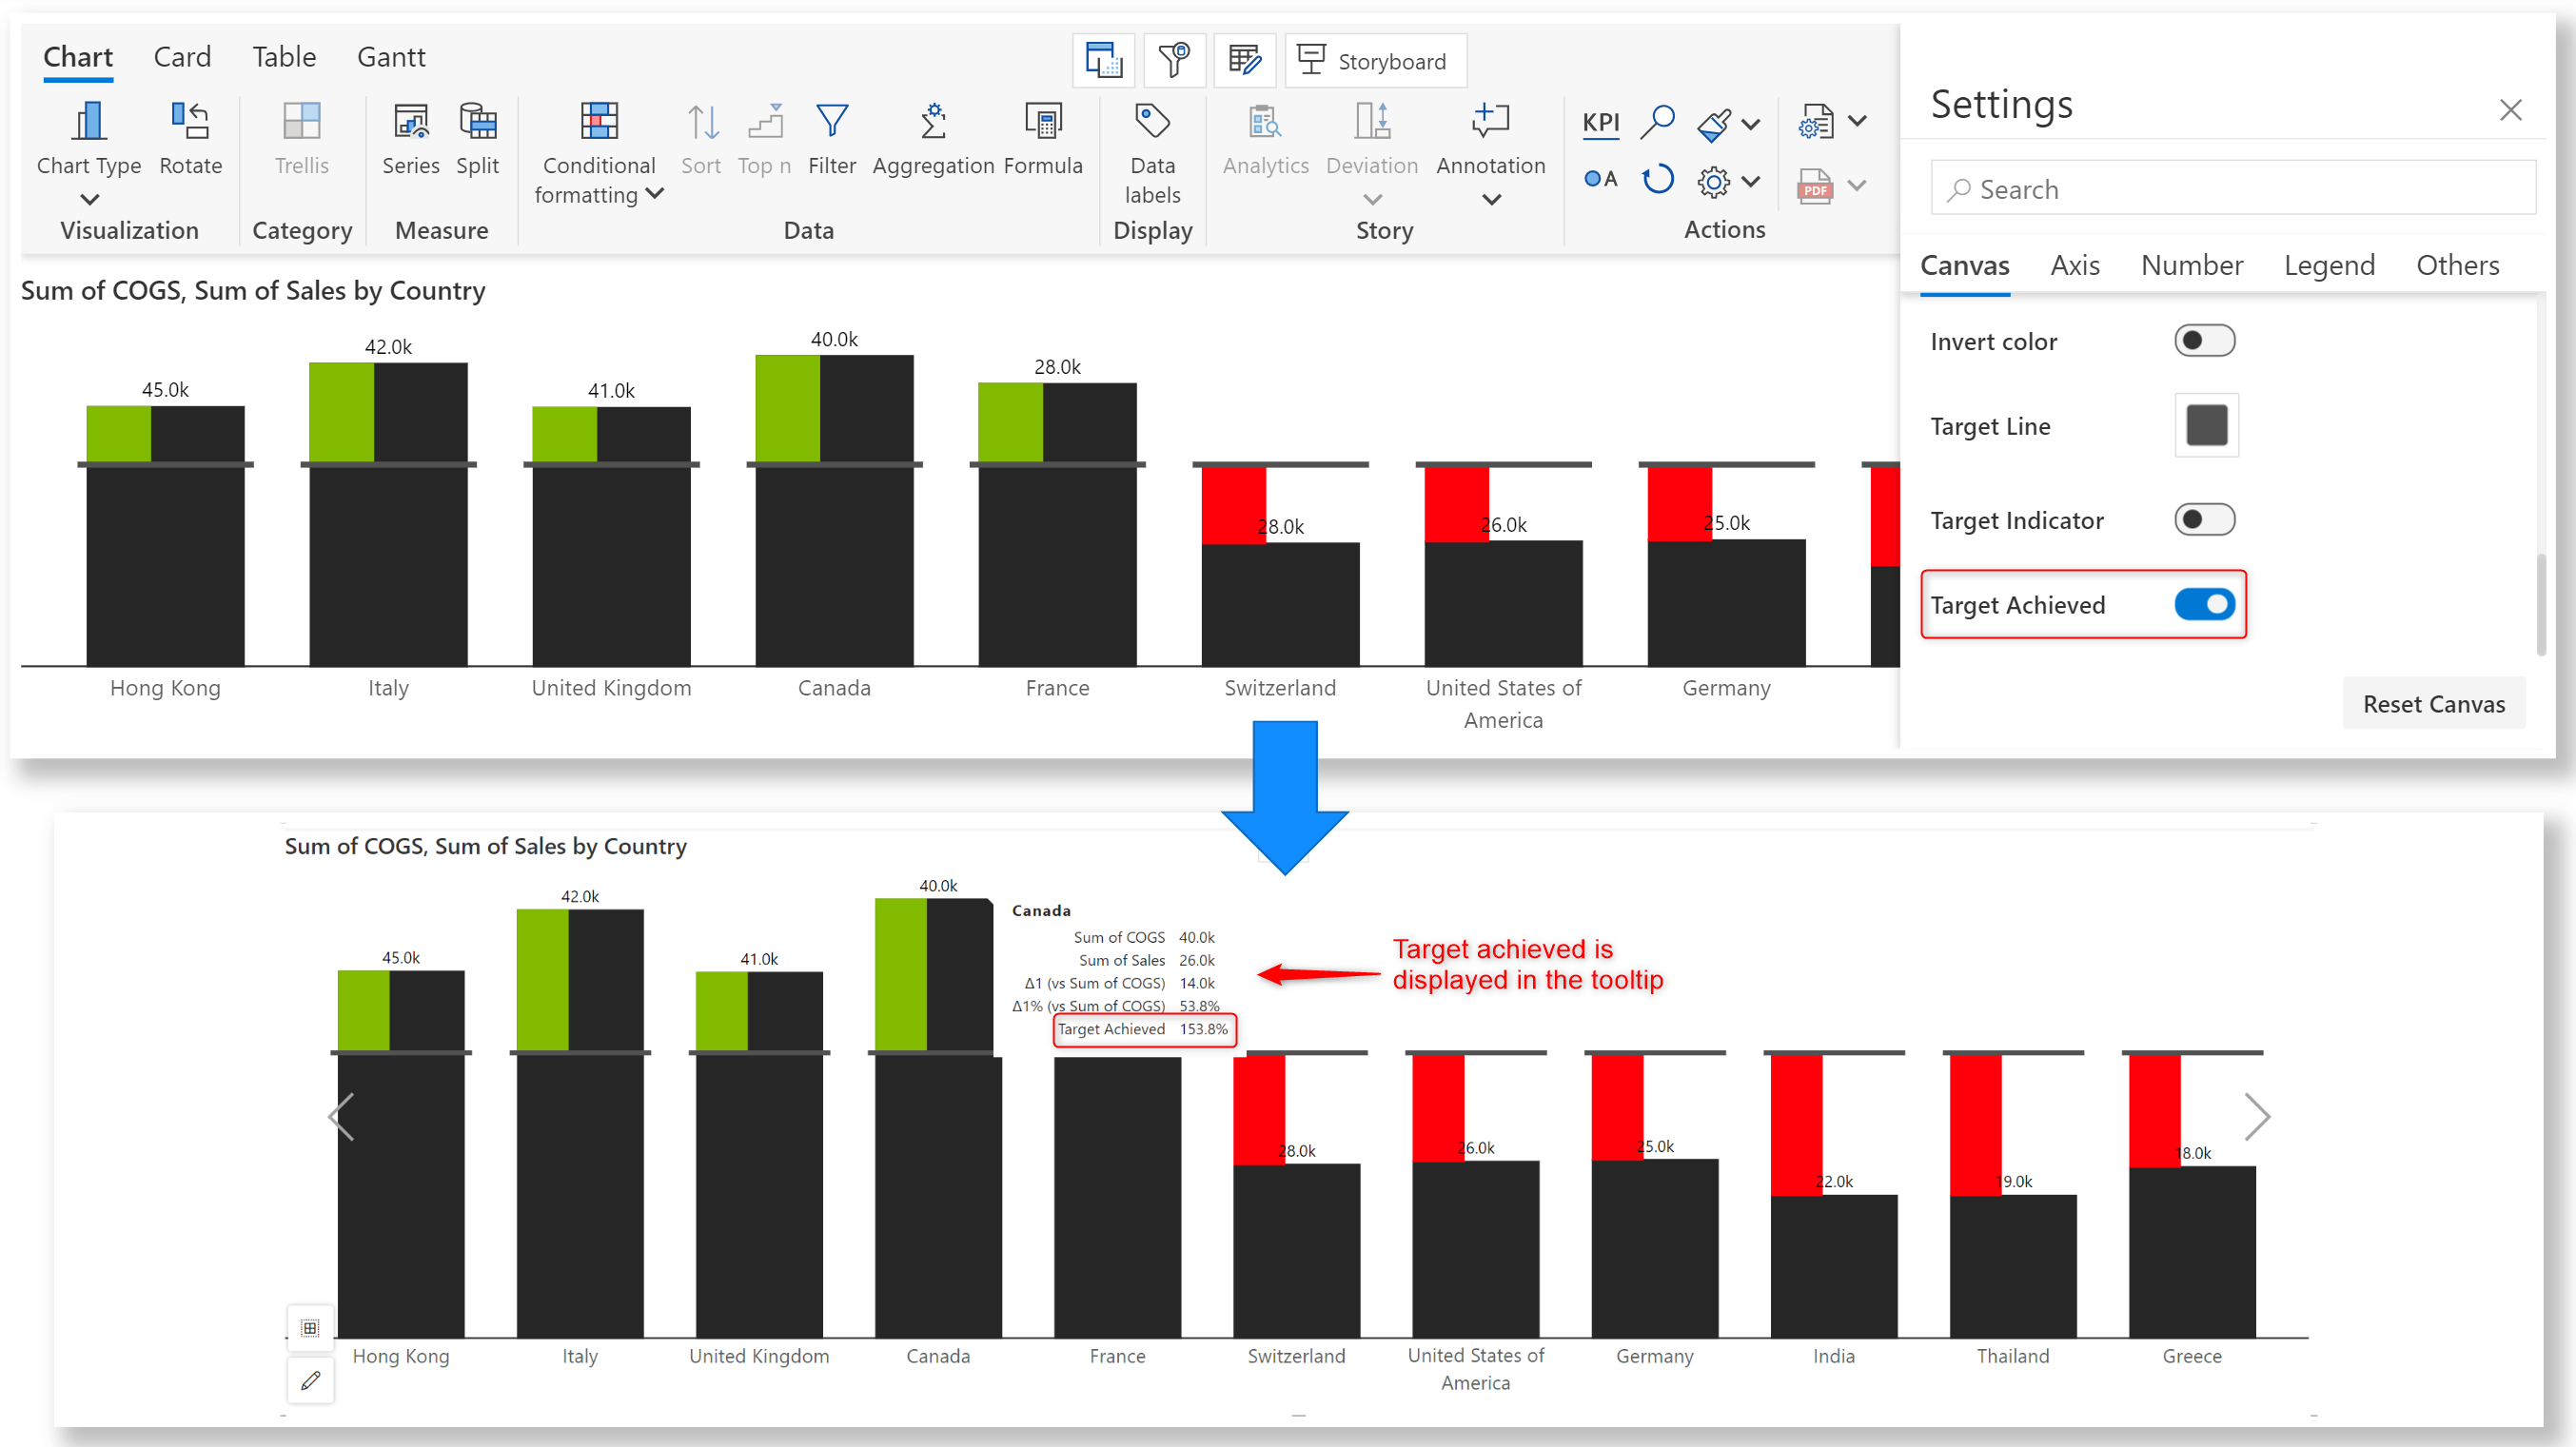 Chart Card Table Gantt
Storyboard
Chart Type Rotate Trellis Series Split Conditional formatting Sort Top n Filter Aggregation Formula Data labels Analytics Deviation Annotation
KPI
A
PDF
Visualization Category Measure Data Display Story Actions
Settings
Search
Canvas Axis Number Legend Others
Invert color
Target Line
Target Indicator
Target Achieved
Reset Canvas
Sum of COGS, Sum of Sales by Country
45.0k 42.0k 41.0k 40.0k 28.0k 28.0k 26.0k 25.0k
Hong Kong Italy United Kingdom Canada France Switzerland United States of America Germany
Sum of COGS, Sum of Sales by Country
45.0k 42.0k 41.0k 40.0k
Canada
Sum of COGS 40.0k
Sum of Sales 26.0k
Δ1 (vs Sum of COGS) 14.0k
Δ1% (vs Sum of COGS) 53.8%
Target Achieved 153.8%
Target achieved is
displayed in the tooltip
28.0k 26.0k 25.0k 22.0k 19.0k 18.0k
Hong Kong Italy United Kingdom Canada France Switzerland United States of America Germany India Thailand Greece